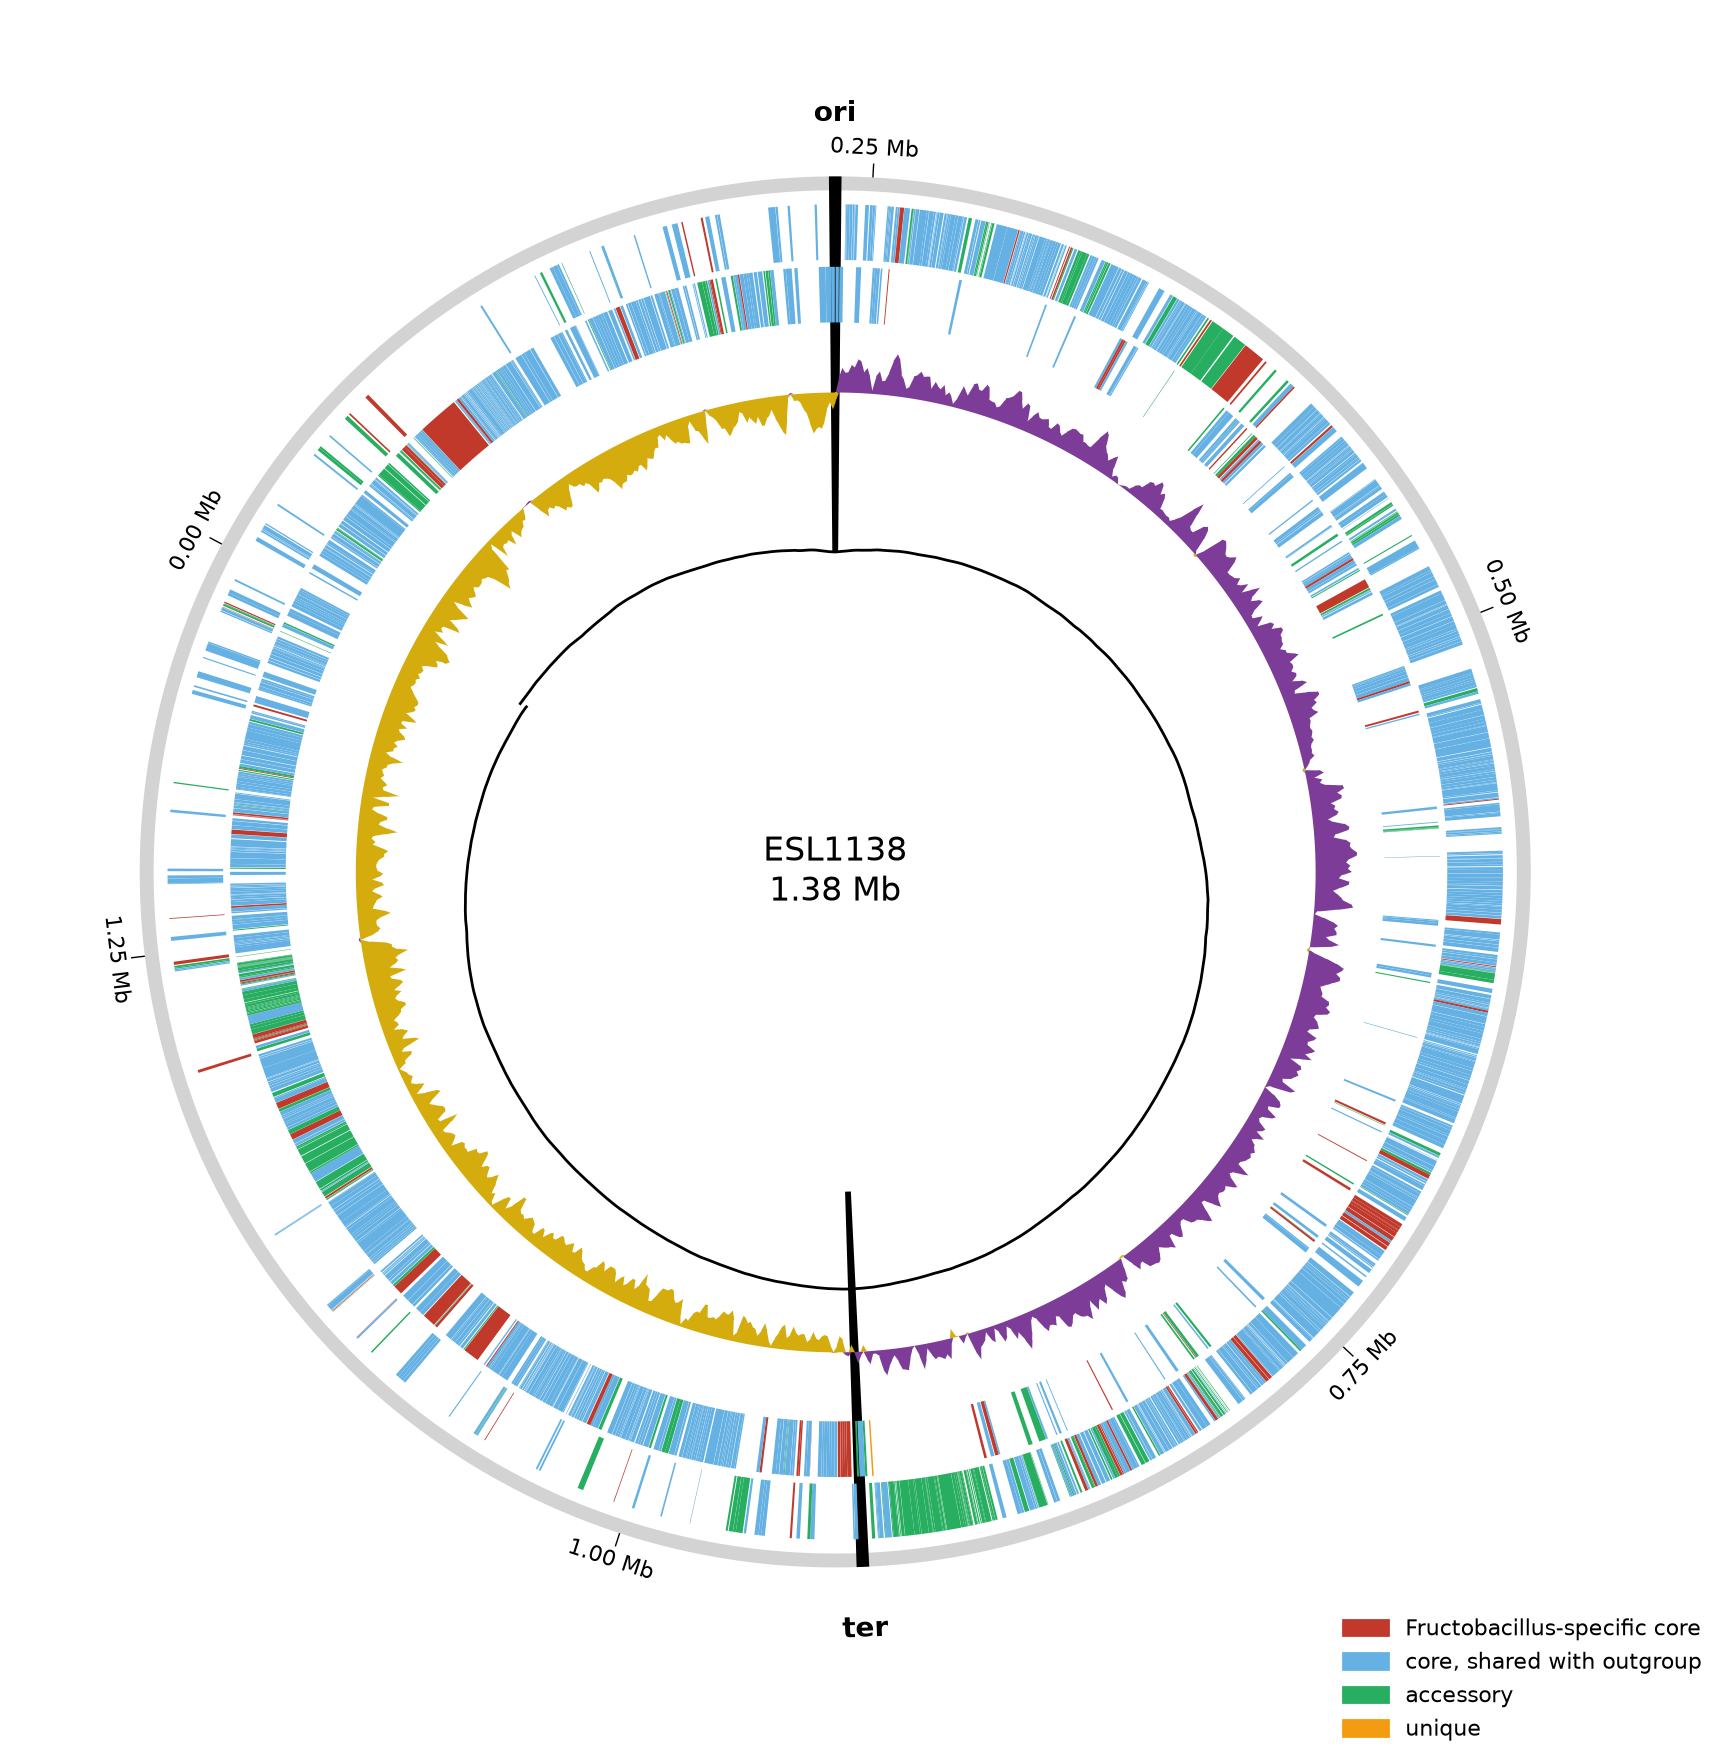 ori
0.25 Mb
0.00 Mb
0.50 Mb
ESL1138
1.38 Mb
1.25 Mb
0.75 Mb
1.00 Mb
ter
Fructobacillus-specific core
core, shared with outgroup
accessory
unique